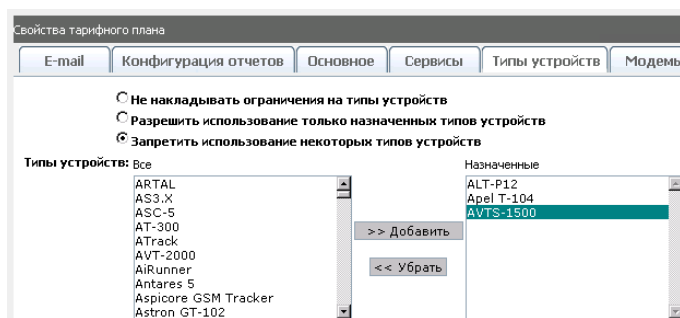 Свойства тарифного плана
E-mail Конфигурация отчетов Основное Сервисы Типы устройств Модемы
Не накладывать ограничения на типы устройств
Разрешить использование только назначенных типов устройств
Запретить использование некоторых типов устройств
Типы устройств: Все Назначенные
ARTAL ALT-P12
AS3.X Apel T-104
ASC-5 AVTS-1500
AT-300
ATrack >> Добавить
AVT-2000
AiRunner << Убрать
Antares 5
Aspicore GSM Tracker
Astron GT-102